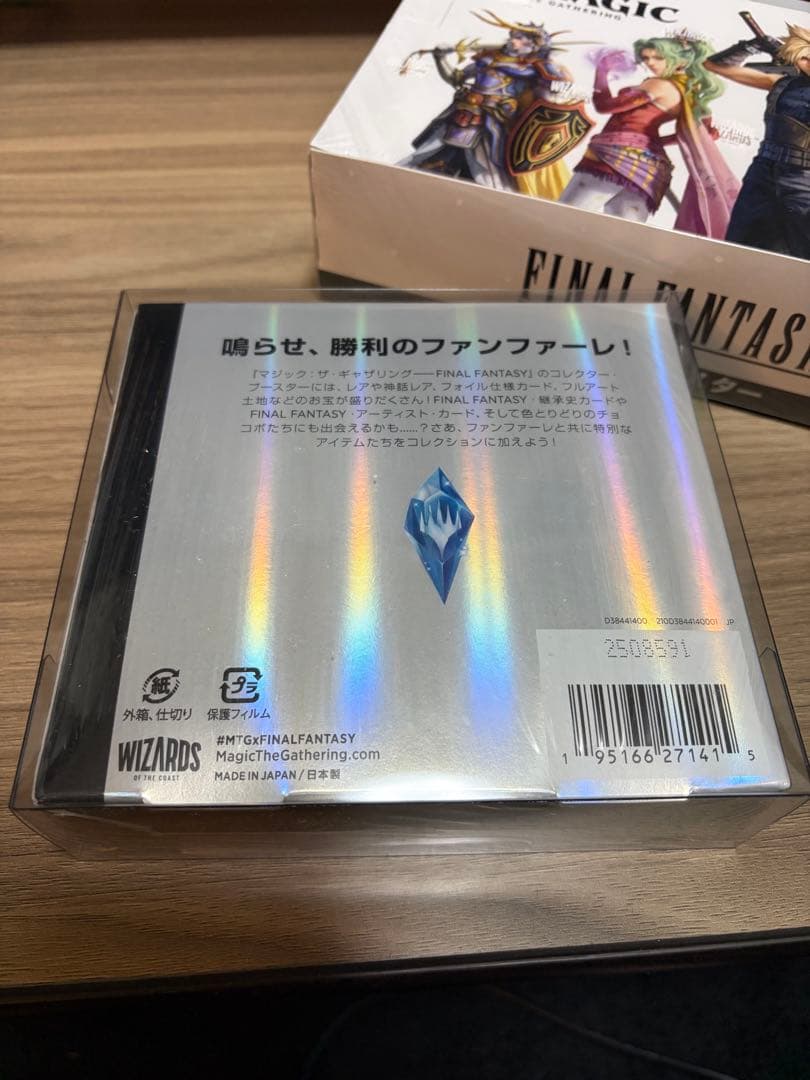 MAGIC
GATHERING
FINAL FANTASY
鳴らせ、勝利のファンファーレ!
『マジック:ザ・ギャザリング——FINAL FANTASY』のコレクター・
ブースターには、レアや神話レア、フォイル仕様カード、フルアート
土地などのお宝が盛りだくさん!FINAL FANTASY・継承史カードや
FINAL FANTASY・アーティスト・カード、そして色とりどりのチョ
コボたちにも出会えるかも......?さあ、ファンファーレと共に特別な
アイテムたちをコレクションに加えよう!
D38441400 210D3844140001 JP
2508591
紙
プラ
外箱、仕切り 保護フィルム
WIZARDS
OF THE COAST
#MTGxFINALFANTASY
MagicTheGathering.com
MADE IN JAPAN / 日本製
1 95166 27141 5